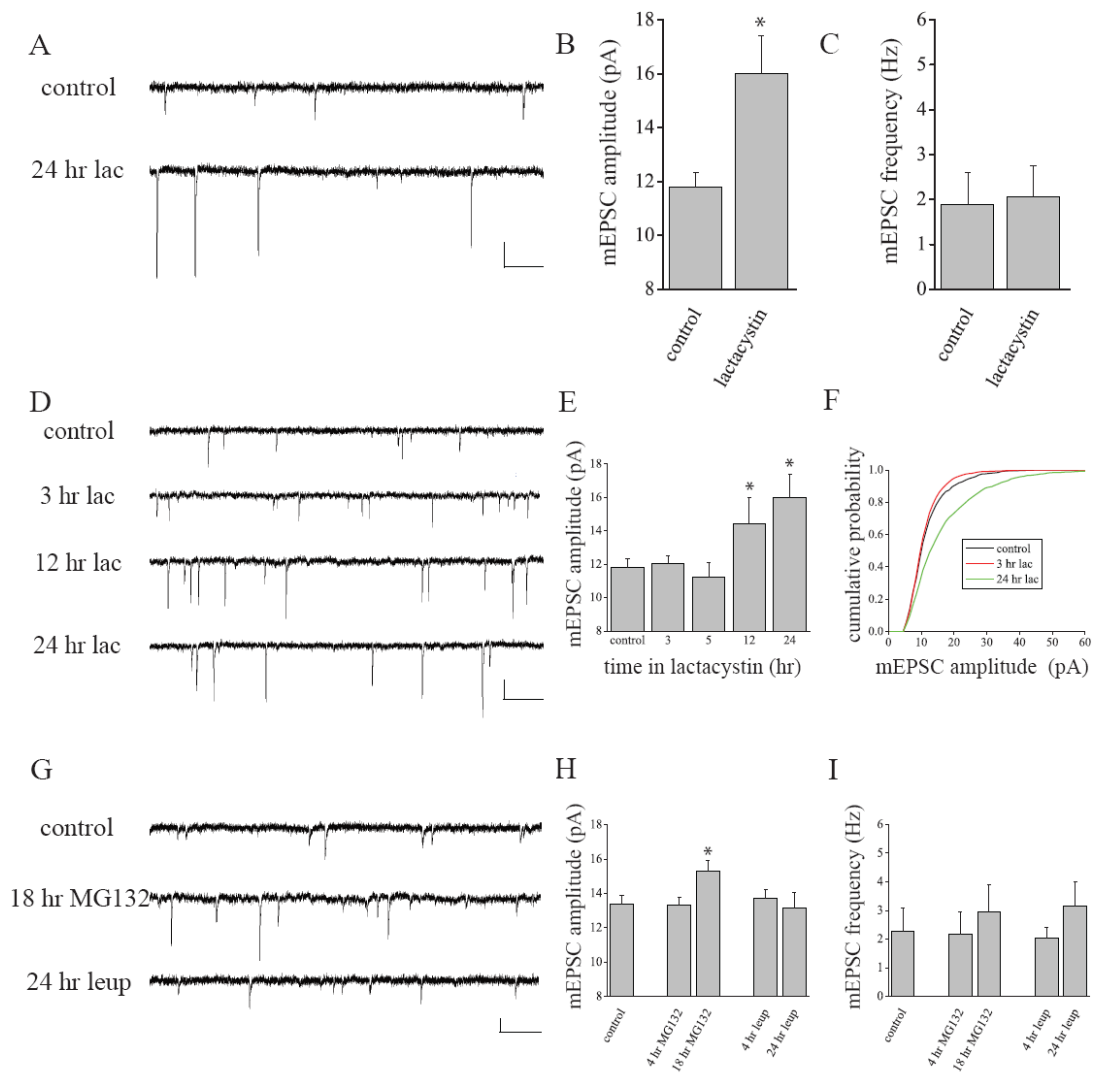 A
control
24 hr lac
B
mEPSC amplitude (pA)
18
16
14
12
10
8
*
control
lactacystin
C
mEPSC frequency (Hz)
6
5
4
3
2
1
0
control
lactacystin
D
control
3 hr lac
12 hr lac
24 hr lac
E
mEPSC amplitude (pA)
18
16
14
12
10
8
*
*
control
3
5
12
24
time in lactacystin (hr)
F
cumulative probability
1.0
0.8
0.6
0.4
0.2
0.0
control
3 hr lac
24 hr lac
0
10
20
30
40
50
60
mEPSC amplitude (pA)
G
control
18 hr MG132
24 hr leup
H
mEPSC amplitude (pA)
18
16
14
12
10
8
*
control
4 hr MG132
18 hr MG132
4 hr leup
24 hr leup
I
mEPSC frequency (Hz)
6
5
4
3
2
1
0
control
4 hr MG132
18 hr MG132
4 hr leup
24 hr leup